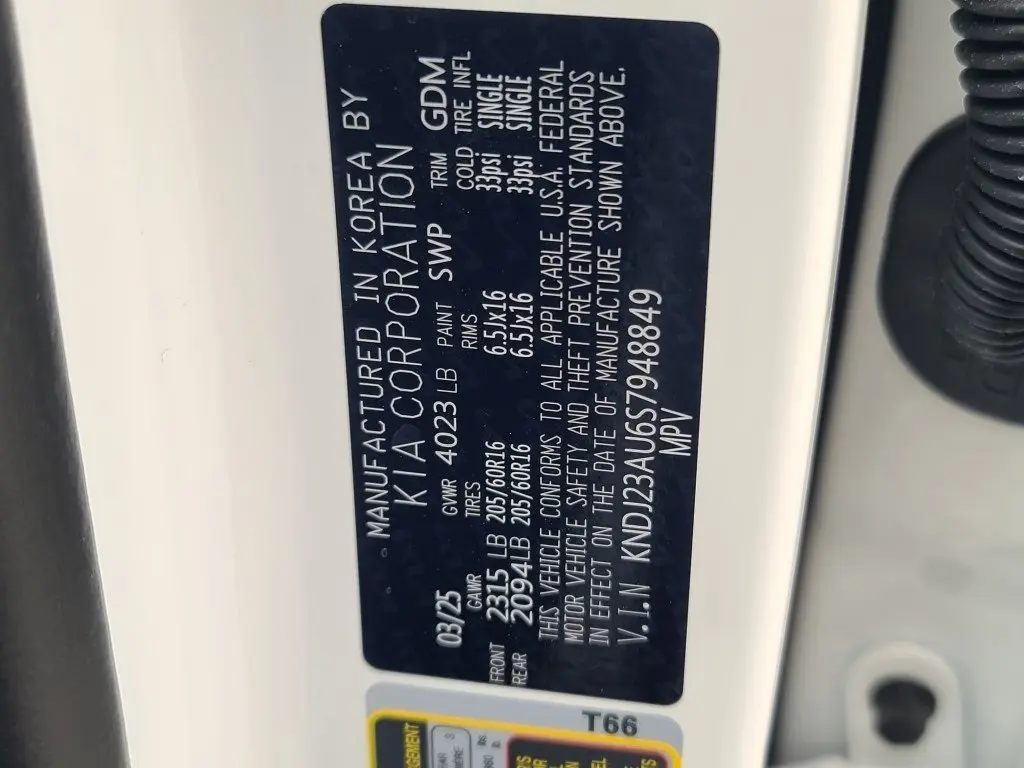 MANUFACTURED IN KOREA BY
KIA CORPORATION
03/25 GVWR 4023 LB PAINT SWP TRIM GDM
GAWR TIRES RIMS COLD TIRE INFL
FRONT 2315 LB 205/60R16 6.5Jx16 33psi SINGLE
REAR 2094LB 205/60R16 6.5Jx16 33psi SINGLE
THIS VEHICLE CONFORMS TO ALL APPLICABLE U.S.A. FEDERAL
MOTOR VEHICLE SAFETY AND THEFT PREVENTION STANDARDS
IN EFFECT ON THE DATE OF MANUFACTURE SHOWN ABOVE.
V.I.N KNDJ23AU6S7948849
MPV
T66